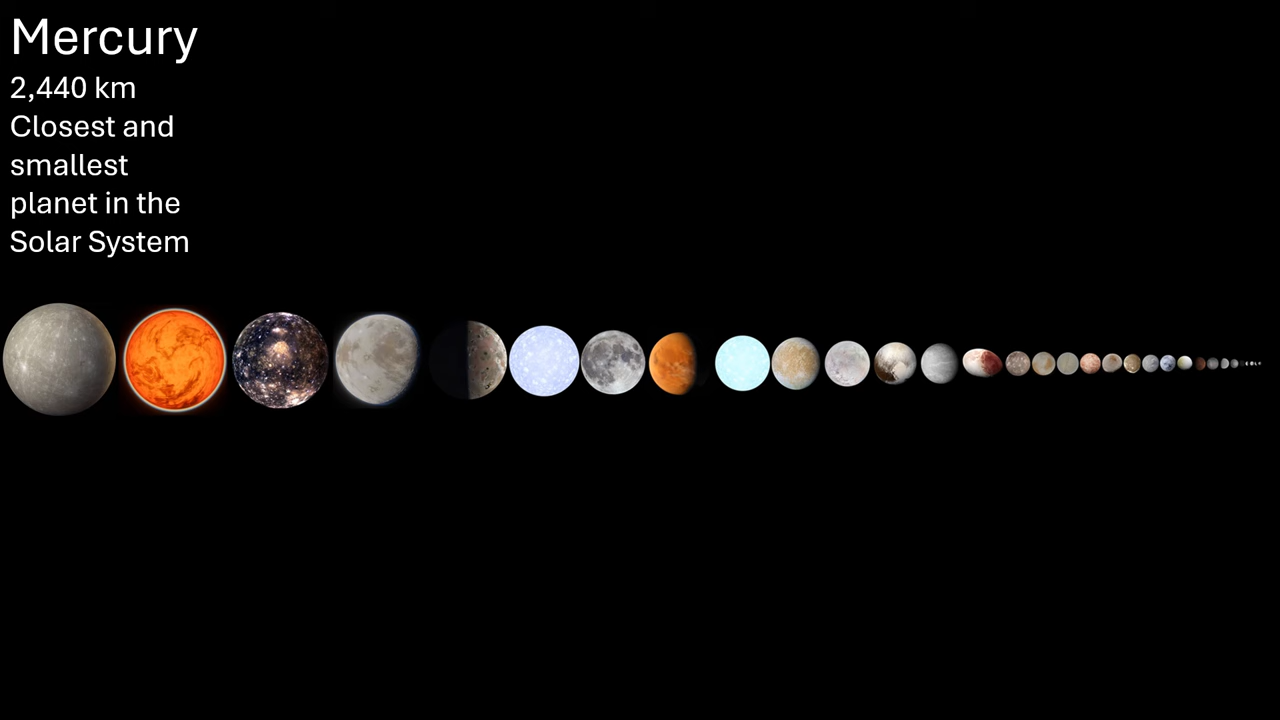 Mercury
2,440 km
Closest and
smallest
planet in the
Solar System